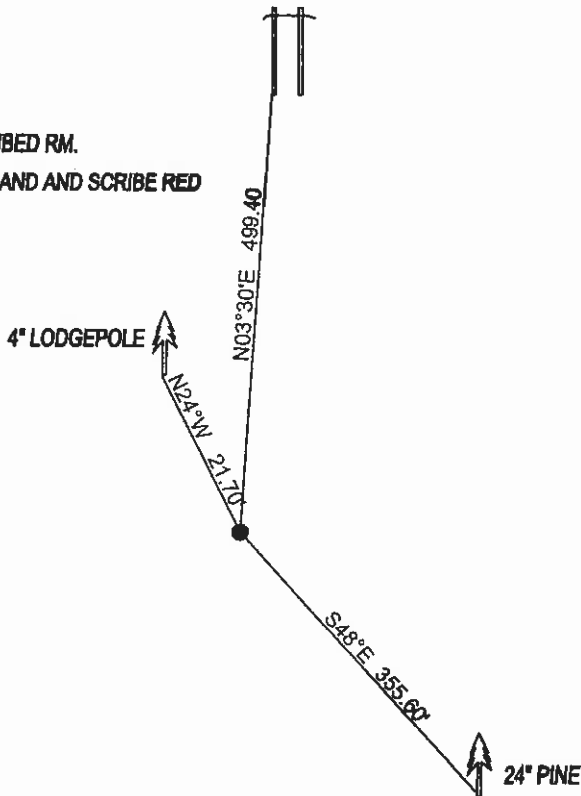 BED RM.
AND AND SCRIBE RED
N03°30'E 499.40
4" LODGEPOLE
N24°W 21.70'
S48°E 355.60'
24" PINE